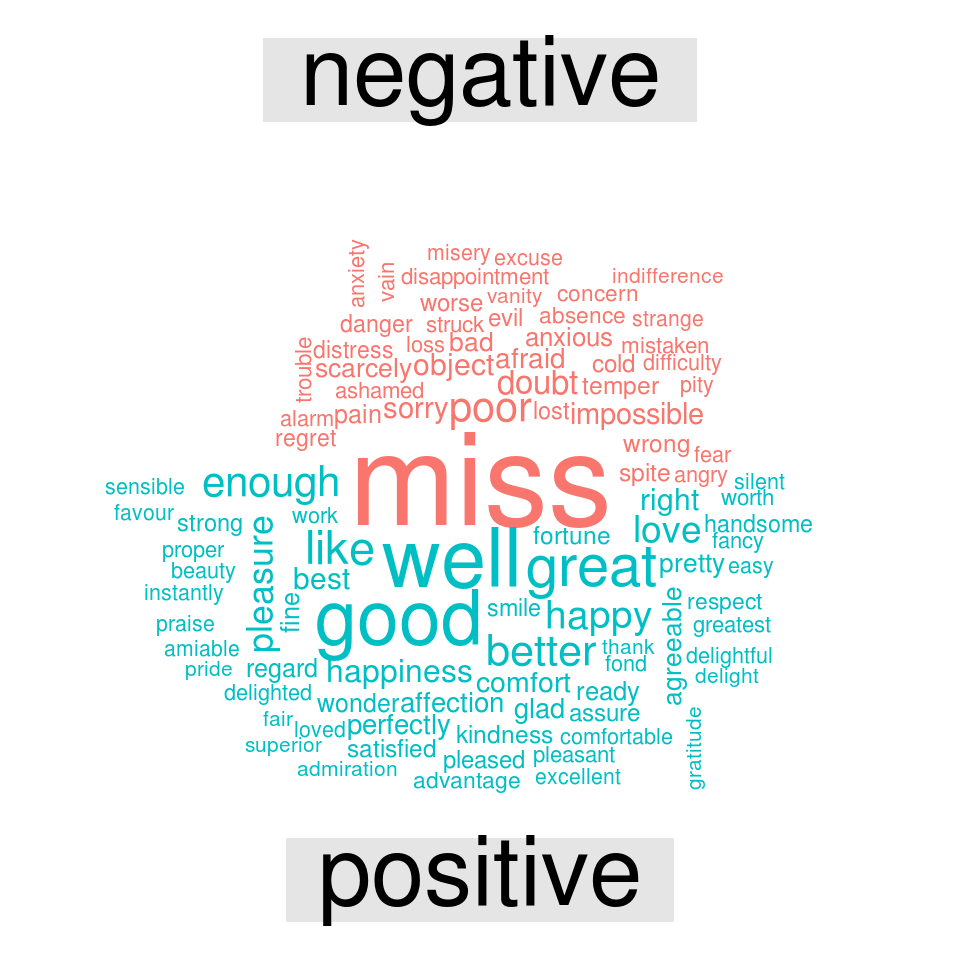 negative
anxiety
vain
misery
excuse
disappointment
indifference
worse
vanity
concern
danger
struck
evil
absence
strange
trouble
distress
loss
bad
anxious
mistaken
scarcely
object
afraid
cold
difficulty
ashamed
doubt
temper
pity
alarm
pain
sorry
poor
lost
impossible
regret
miss
wrong
fear
spite
angry
sensible
enough
silent
favour
strong
work
right
worth
proper
pleasure
like
well
fortune
love
handsome
fancy
beauty
best
great
pretty
easy
instantly
fine
good
smile
happy
agreeable
respect
praise
greatest
amiable
better
thank
pride
regard
happiness
fond
delightful
delight
delighted
wonder
affection
comfort
ready
fair
loved
perfectly
glad
assure
gratitude
superior
satisfied
kindness
comfortable
admiration
pleased
pleasant
advantage
excellent
positive